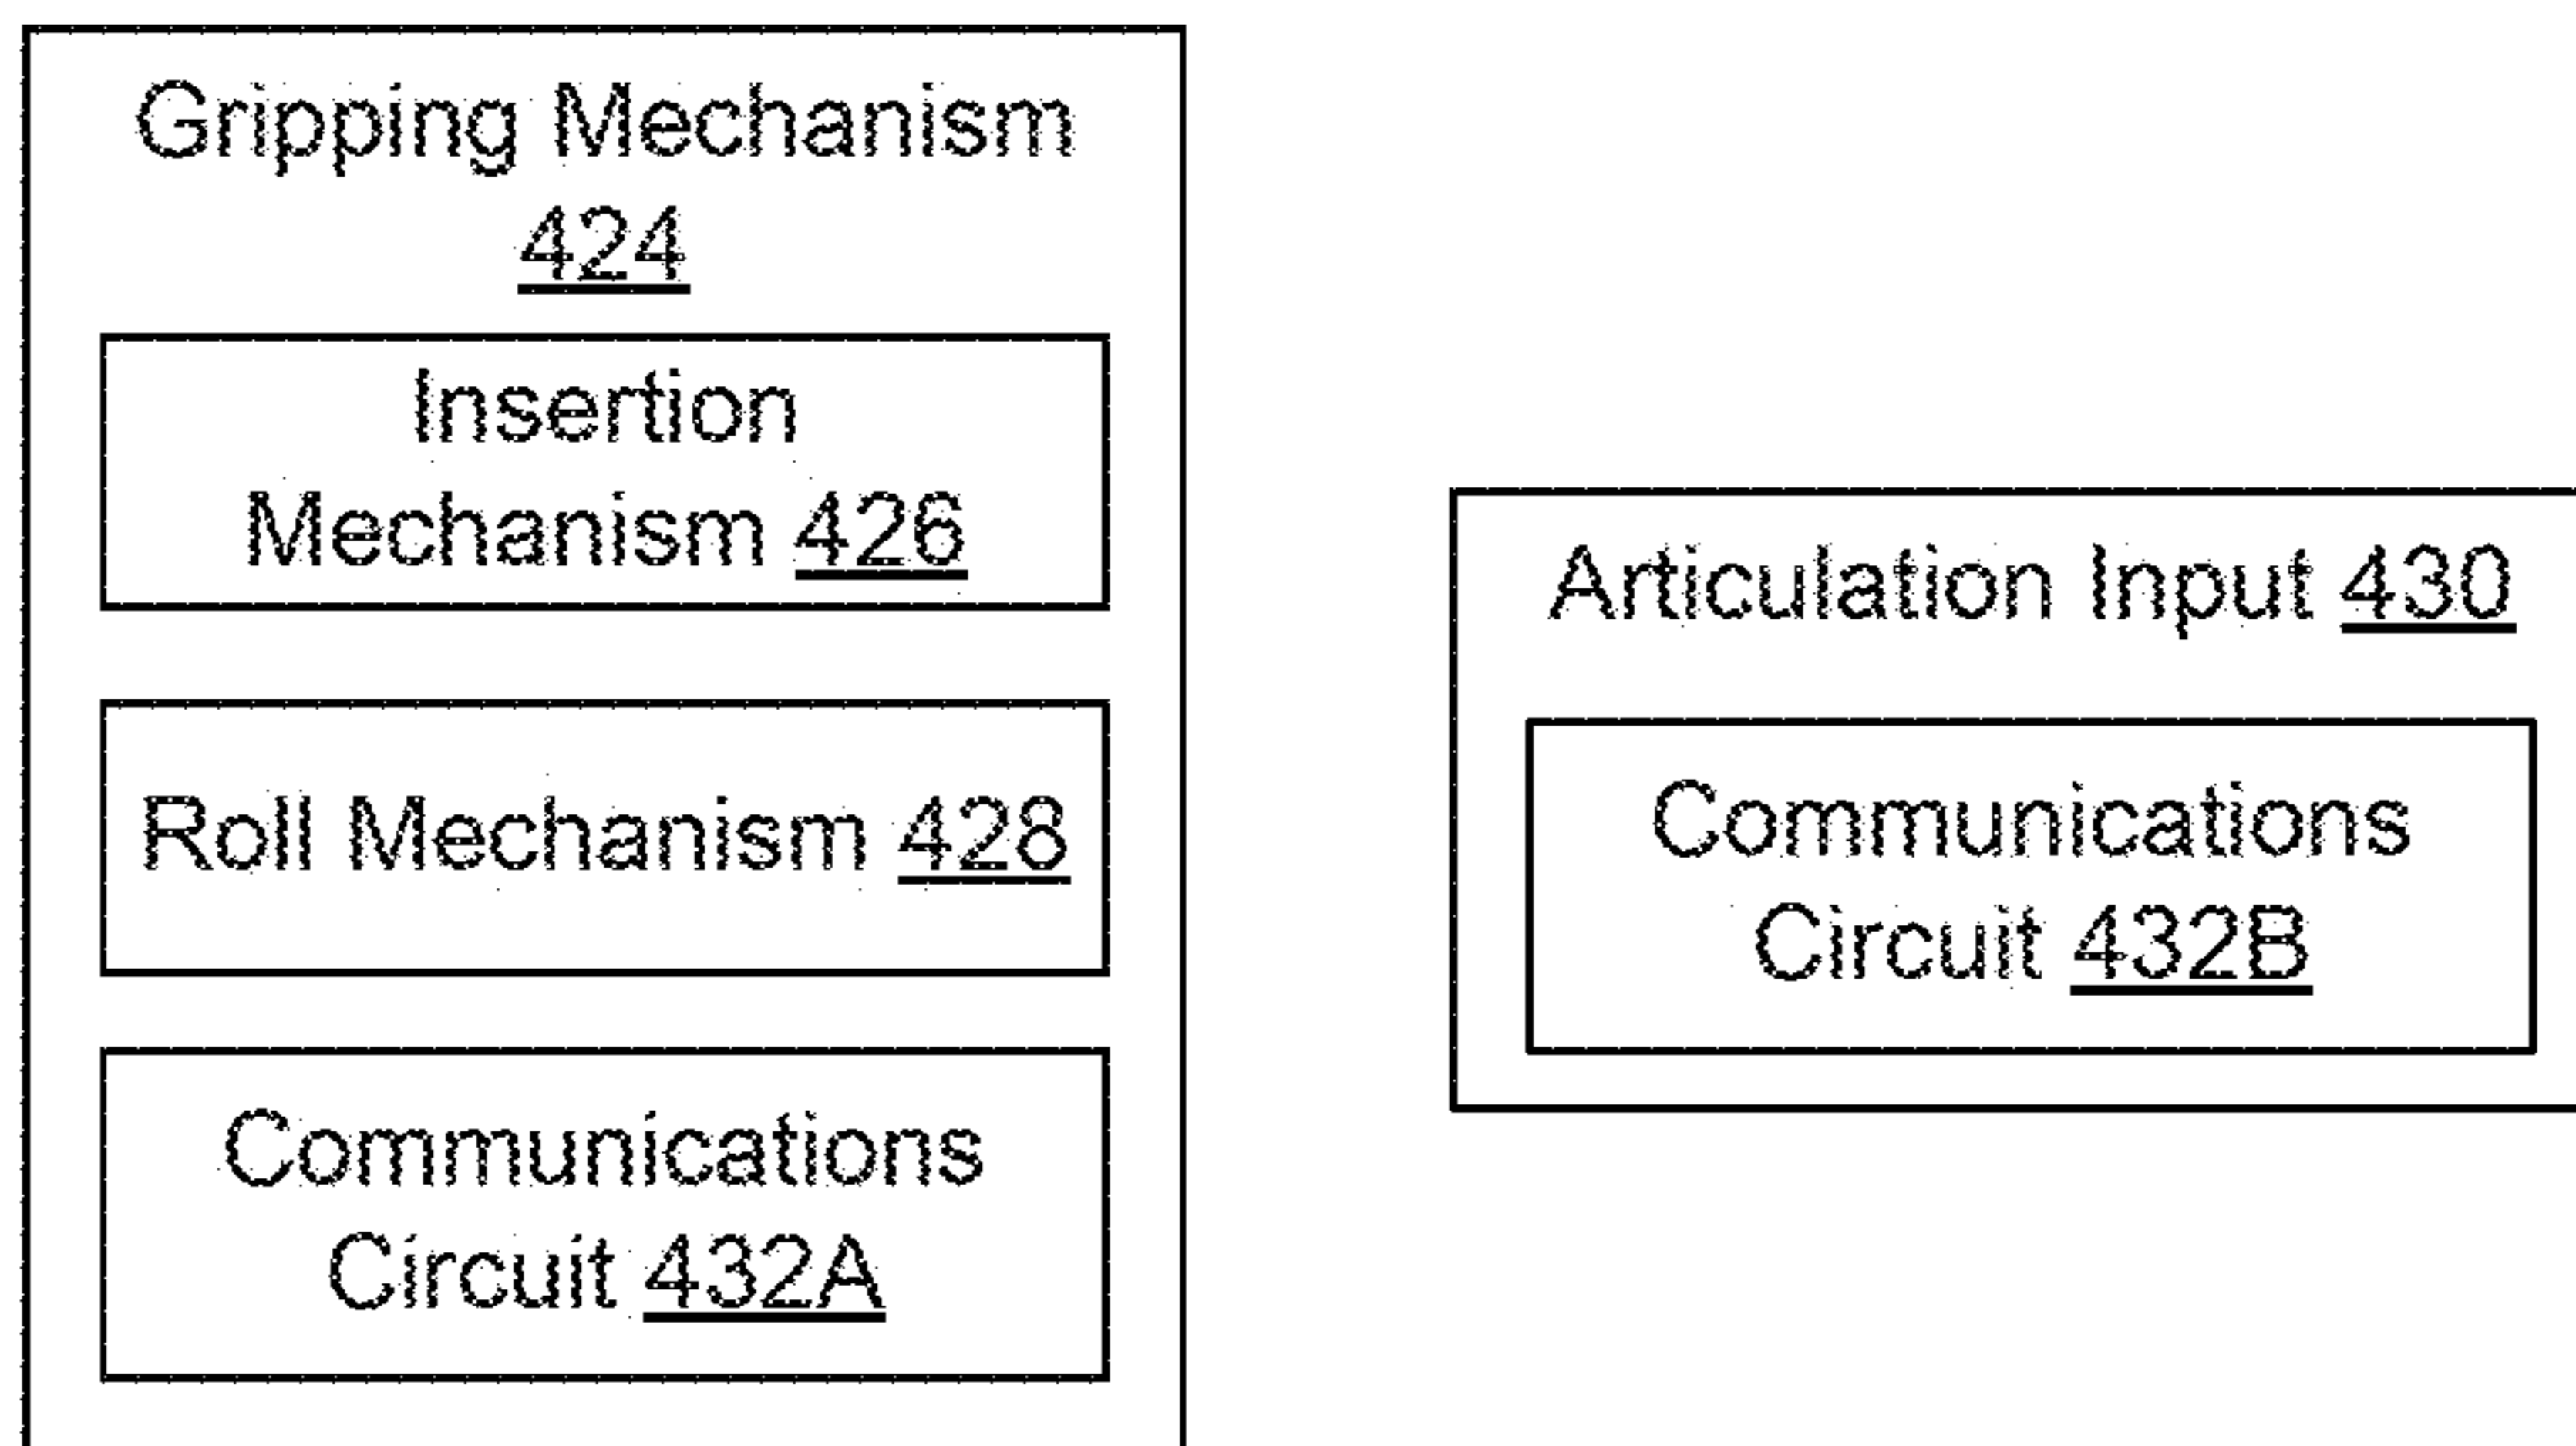 Gripping Mechanism
424
Insertion
Mechanism 426
Roll Mechanism 428
Communications
Circuit 432A
Articulation Input 430
Communications
Circuit 432B